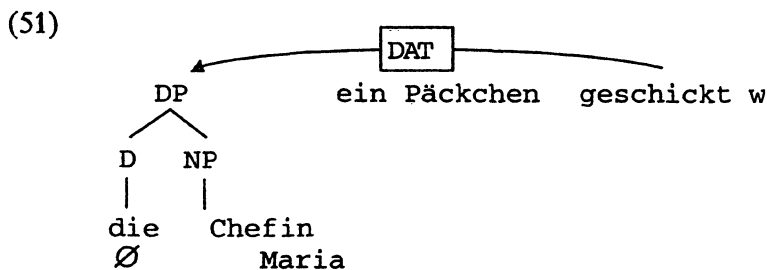 (51)
DAT
DP ein Päckchen geschickt w
D NP
die Chefin
Ø Maria